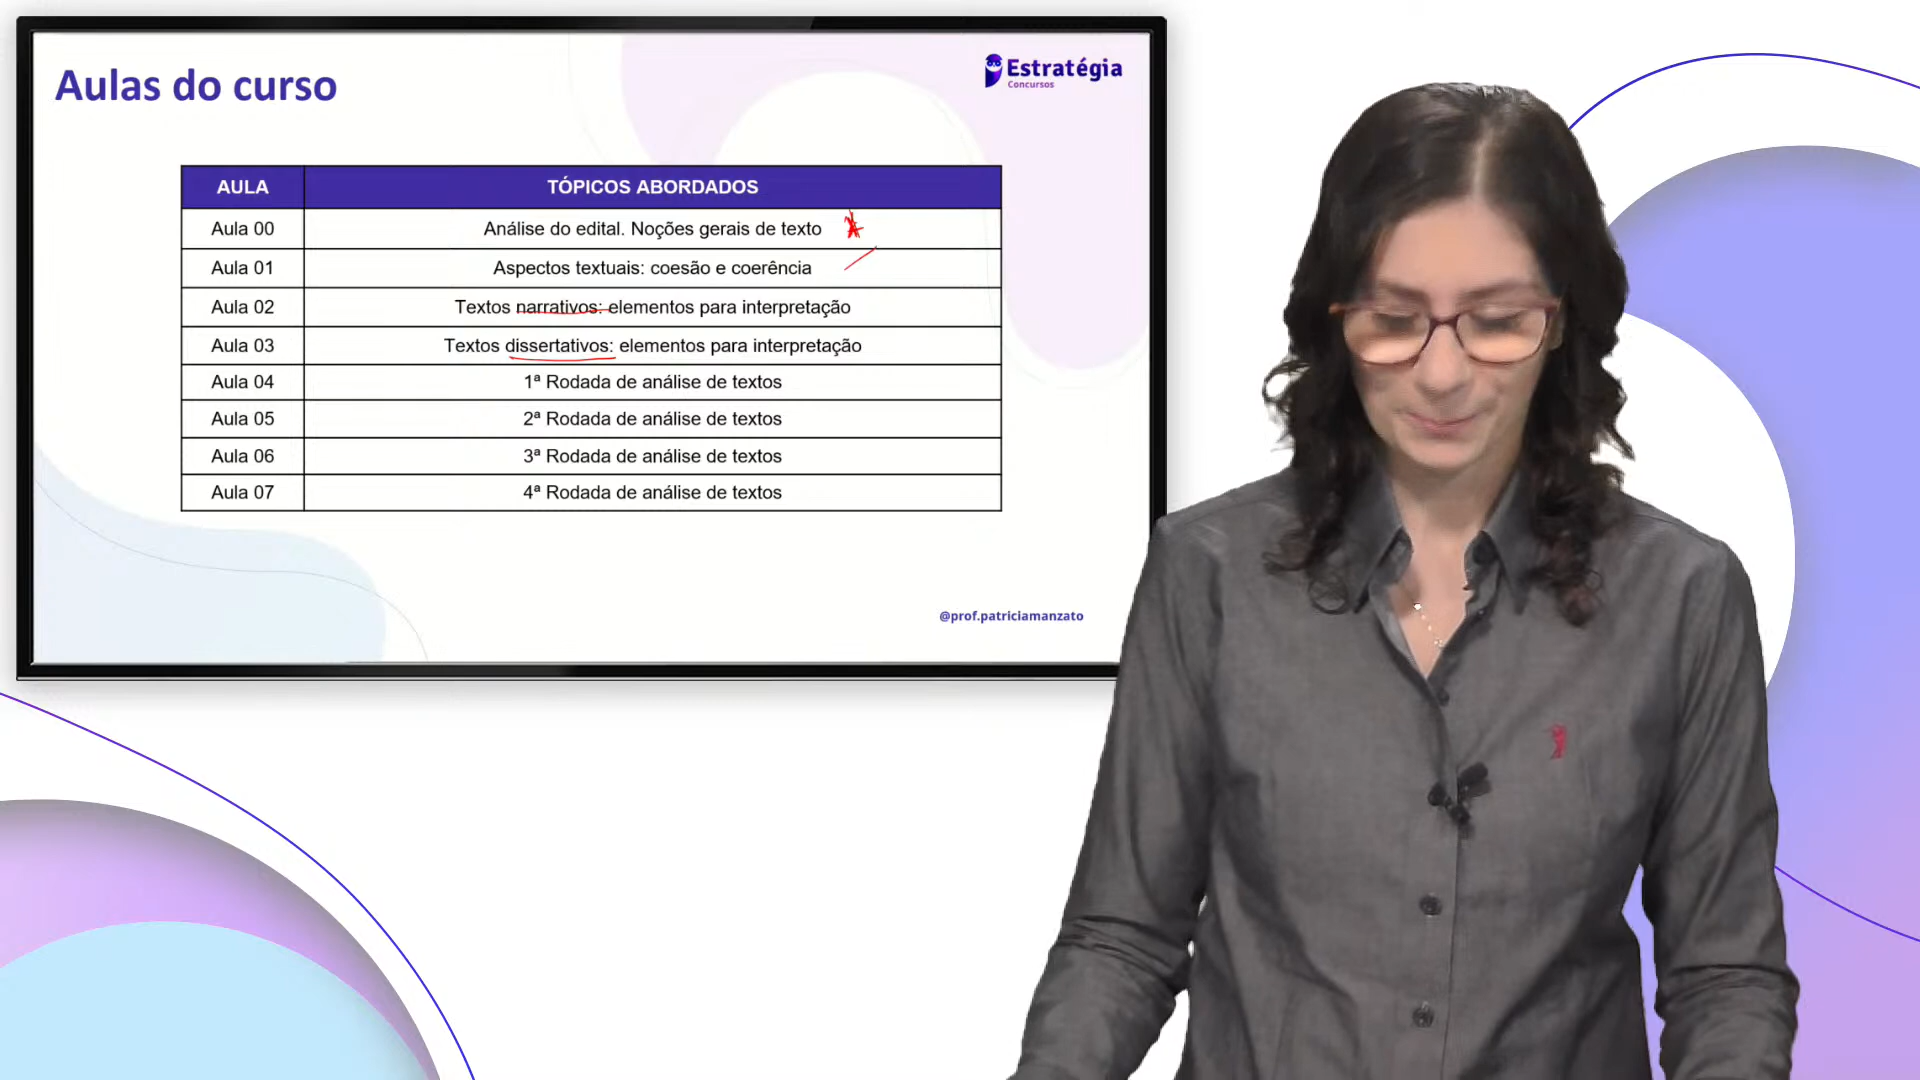 Aulas do curso
Estratégia
Concursos
AULA TÓPICOS ABORDADOS
Aula 00 Análise do edital. Noções gerais de texto
Aula 01 Aspectos textuais: coesão e coerência
Aula 02 Textos narrativos: elementos para interpretação
Aula 03 Textos dissertativos: elementos para interpretação
Aula 04 1ª Rodada de análise de textos
Aula 05 2ª Rodada de análise de textos
Aula 06 3ª Rodada de análise de textos
Aula 07 4ª Rodada de análise de textos
@prof.patriciamanzato